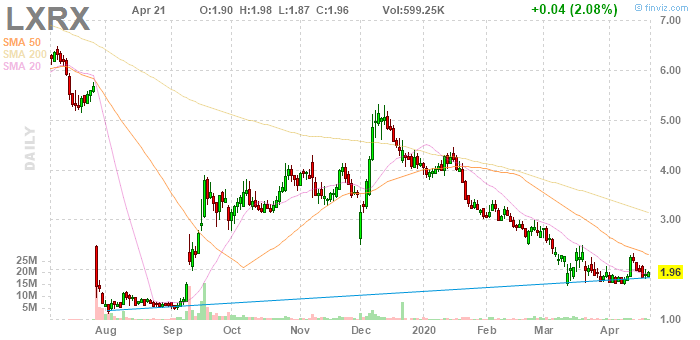 LXRX Apr 21 O:1.90 H:1.98 L:1.87 C:1.96 Vol:599.25K +0.04 (2.08%) © finviz.com
SMA 50
SMA 200
SMA 20
DAILY
7.00
6.00
5.00
4.00
3.00
1.96
1.00
25M
20M
15M
10M
5M
Aug Sep Oct Nov Dec 2020 Feb Mar Apr